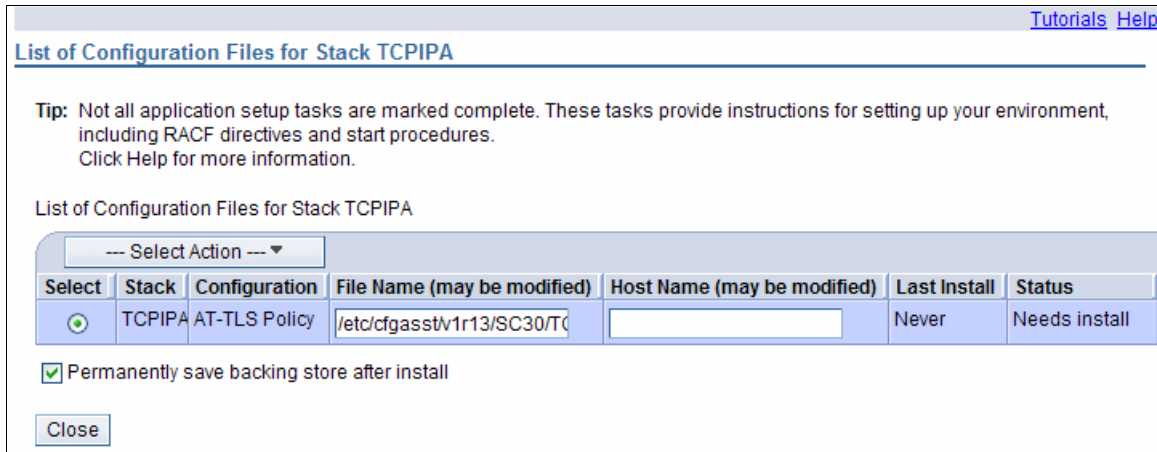 Tutorials Help
List of Configuration Files for Stack TCPIPA
Tip: Not all application setup tasks are marked complete. These tasks provide instructions for setting up your environment,
including RACF directives and start procedures.
Click Help for more information.
List of Configuration Files for Stack TCPIPA
--- Select Action ---
Select Stack Configuration File Name (may be modified) Host Name (may be modified) Last Install Status
TCPIPA AT-TLS Policy /etc/cfgasst/v1r13/SC30/TC Never Needs install
Permanently save backing store after install
Close